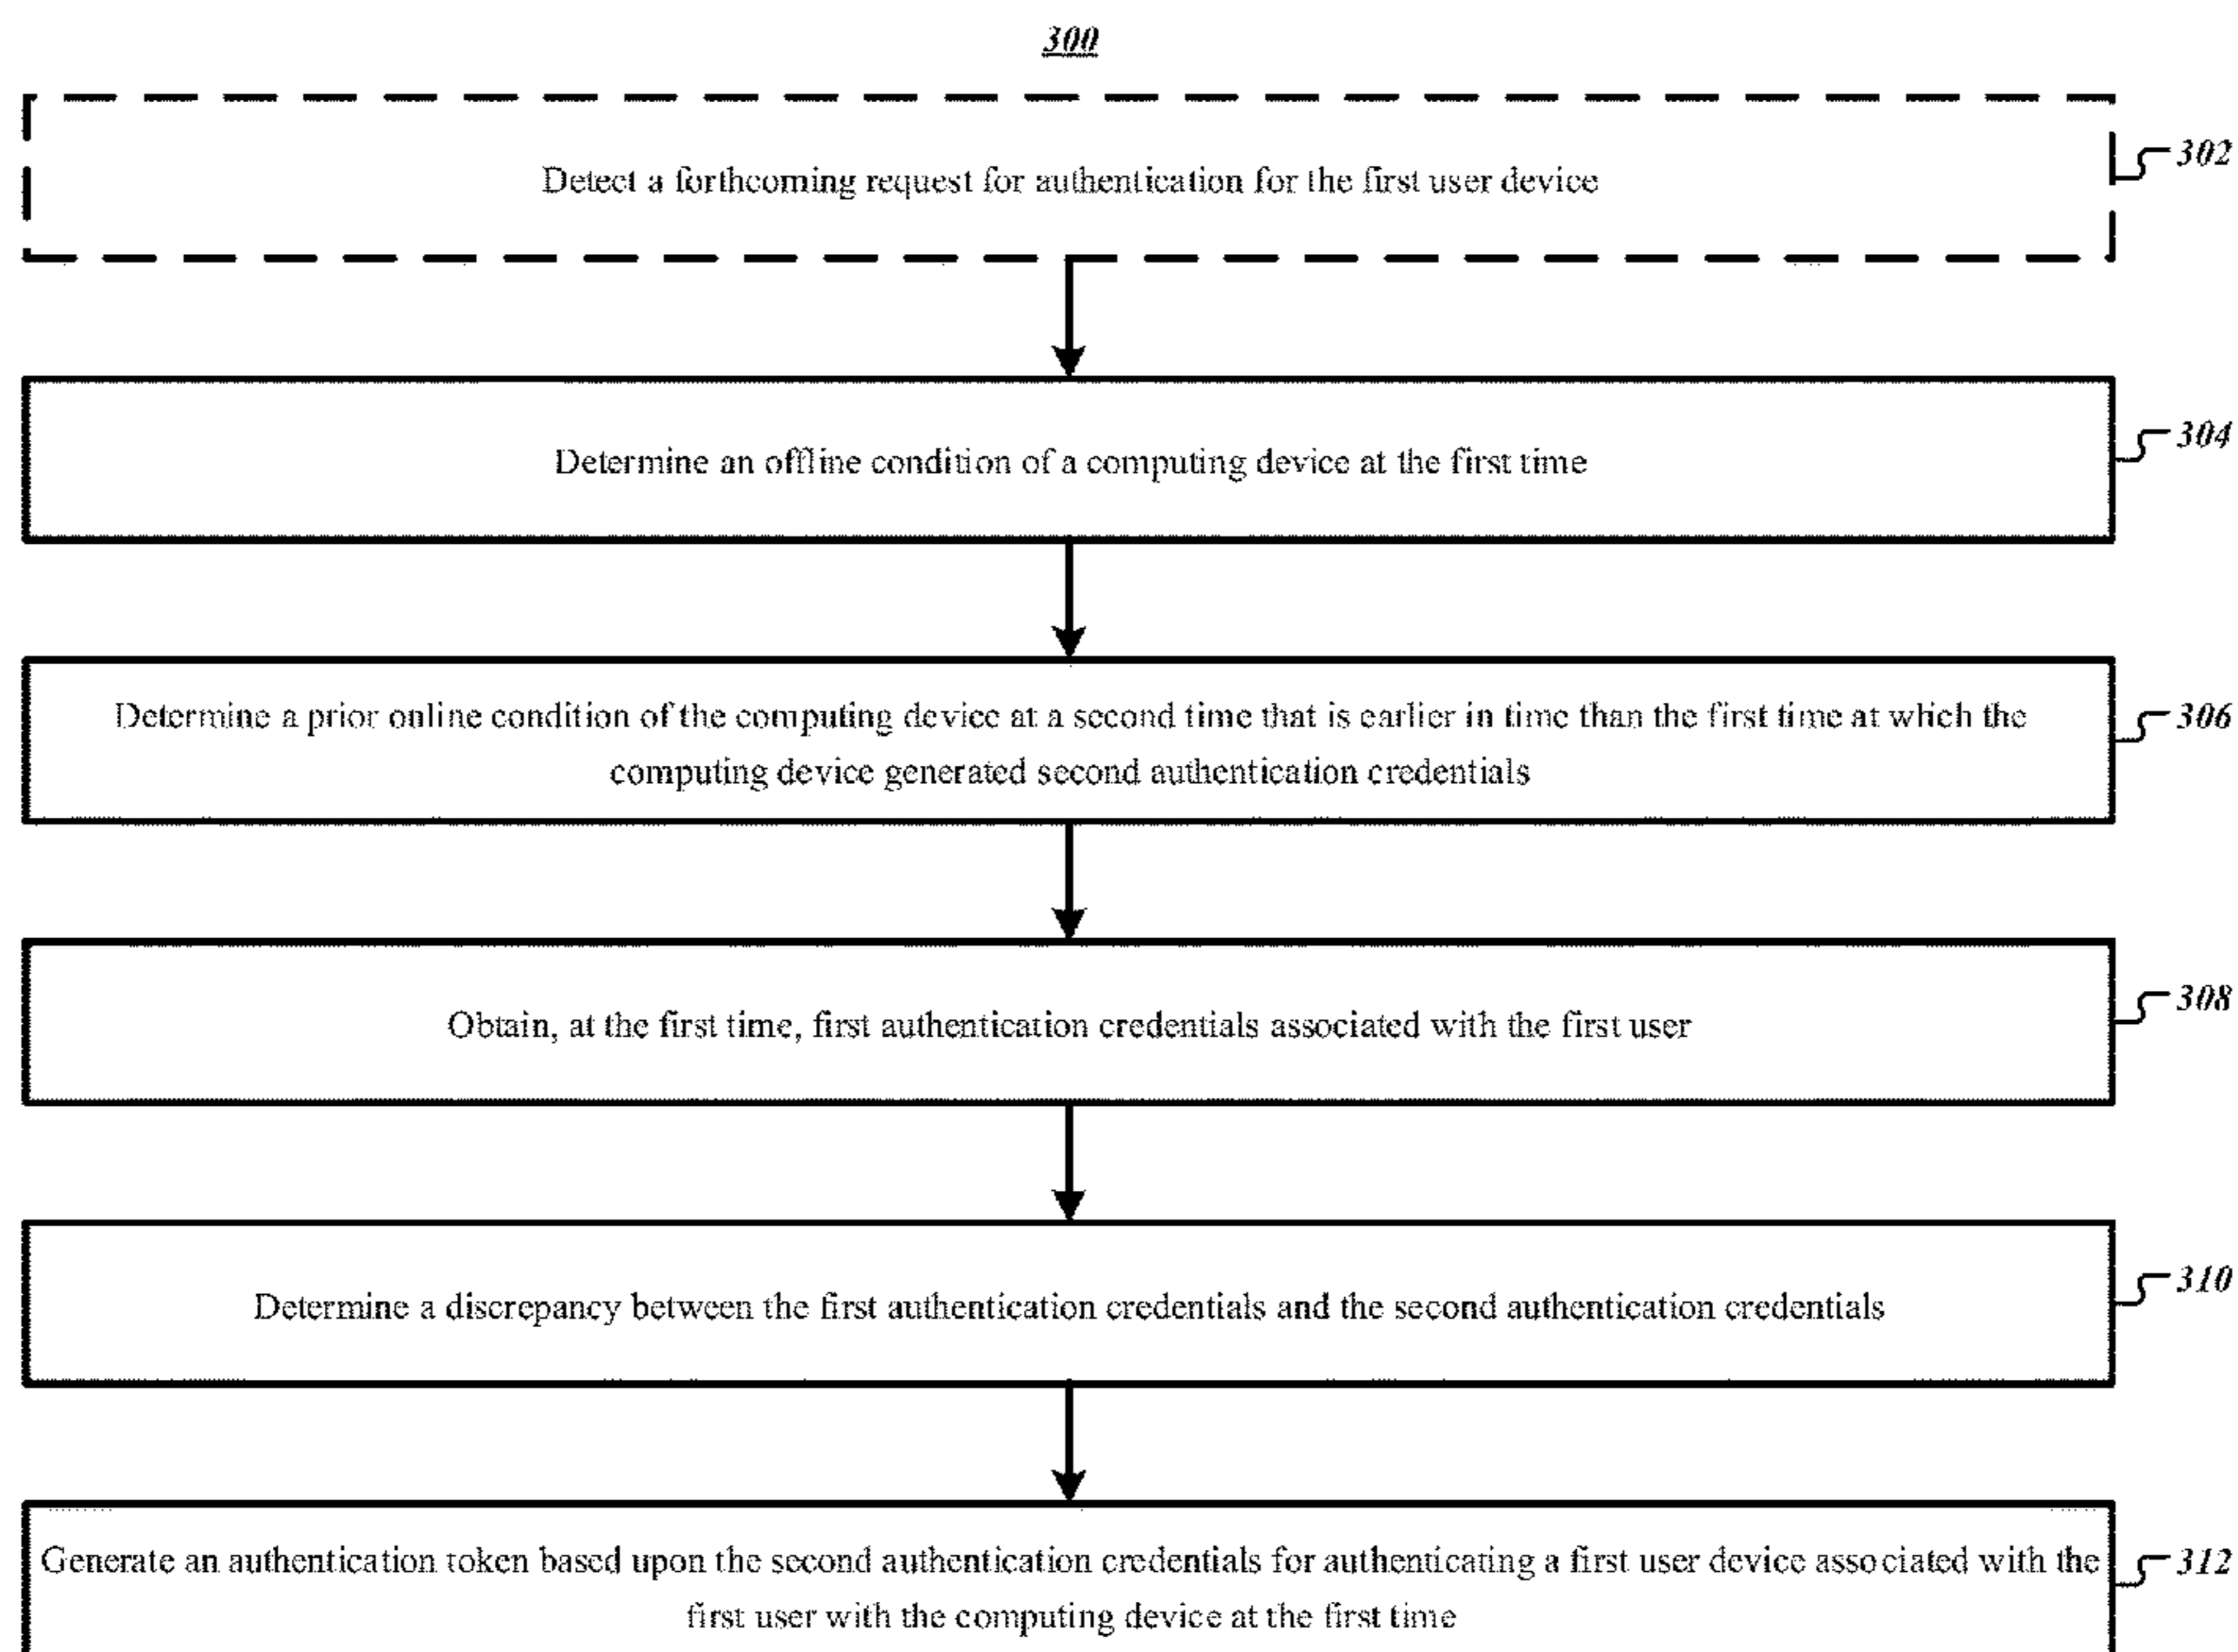 300
Detect a forthcoming request for authentication for the first user device
302
Determine an offline condition of a computing device at the first time
304
Determine a prior online condition of the computing device at a second time that is earlier in time than the first time at which the
computing device generated second authentication credentials
306
Obtain, at the first time, first authentication credentials associated with the first user
308
Determine a discrepancy between the first authentication credentials and the second authentication credentials
310
Generate an authentication token based upon the second authentication credentials for authenticating a first user device associated with the
first user with the computing device at the first time
312